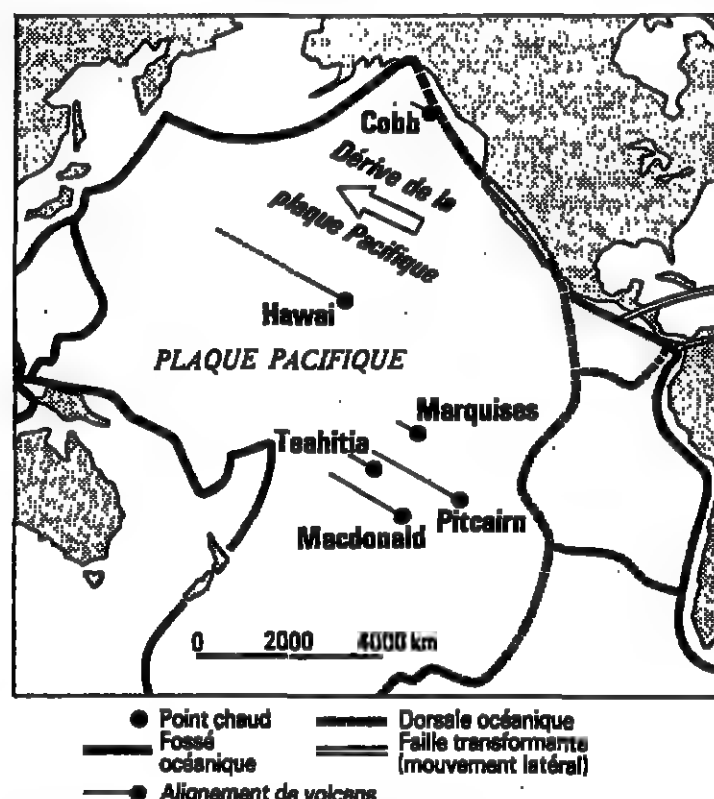 Cobb
Dérive de la
plaque Pacifique
Hawai
PLAQUE PACIFIQUE
Marquises
Teahitia
Pitcairn
Macdonald
0 2000 4000 km
Point chaud
Fossé
océanique
Alignement de volcans
Dorsale océanique
Faille transformante
(mouvement latéral)